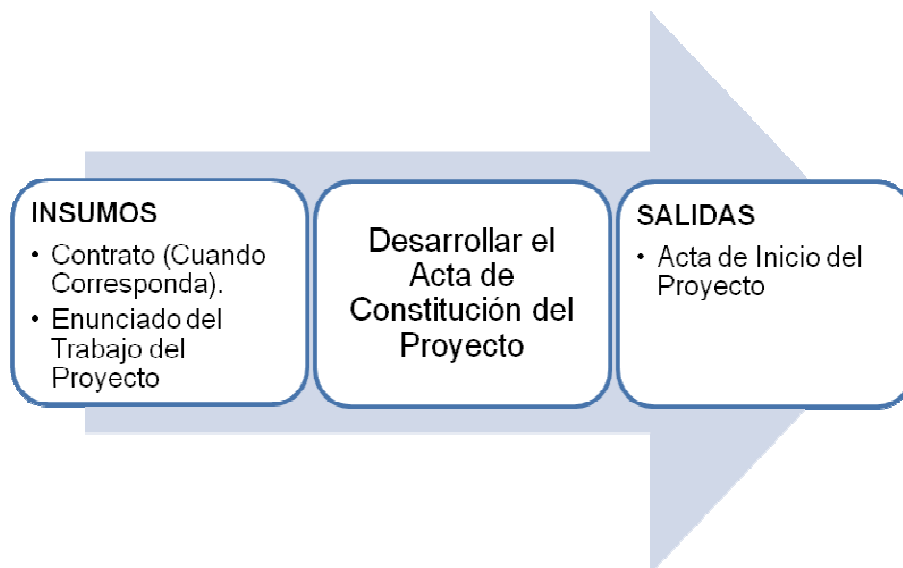 INSUMOS
• Contrato (Cuando
Corresponda).
• Enunciado del
Trabajo del
Proyecto
Desarrollar el
Acta de
Constitución del
Proyecto
SALIDAS
• Acta de Inicio del
Proyecto